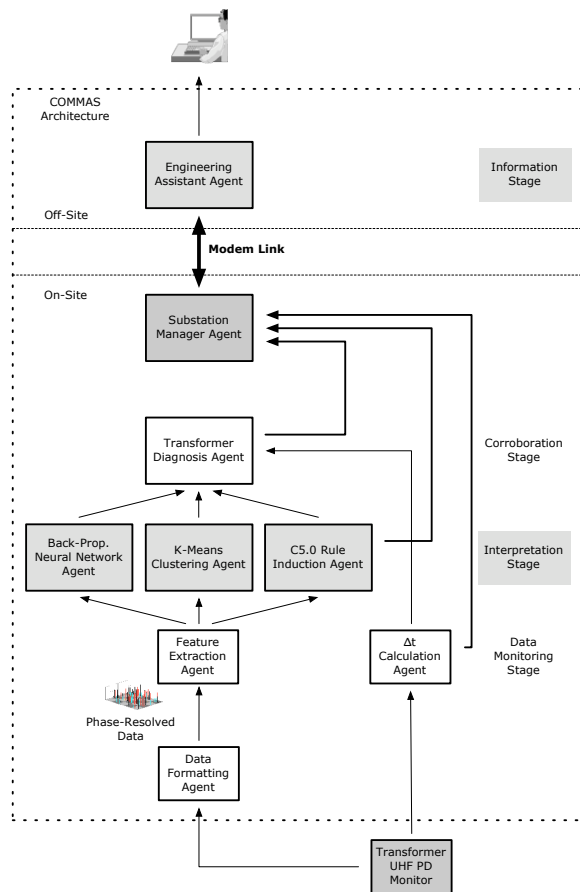 COMMAS
Architecture
Engineering
Assistant Agent
Information
Stage
Off-Site
Modem Link
On-Site
Substation
Manager Agent
Transformer
Diagnosis Agent
Corroboration
Stage
Back-Prop.
Neural Network
Agent
K-Means
Clustering Agent
C5.0 Rule
Induction Agent
Interpretation
Stage
Feature
Extraction
Agent
Δt
Calculation
Agent
Data
Monitoring
Stage
Phase-Resolved
Data
Data
Formatting
Agent
Transformer
UHF PD
Monitor